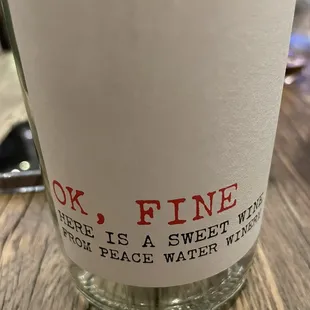 OK, FINE
HERE IS A SWEET WINE
FROM PEACE WATER WINERY